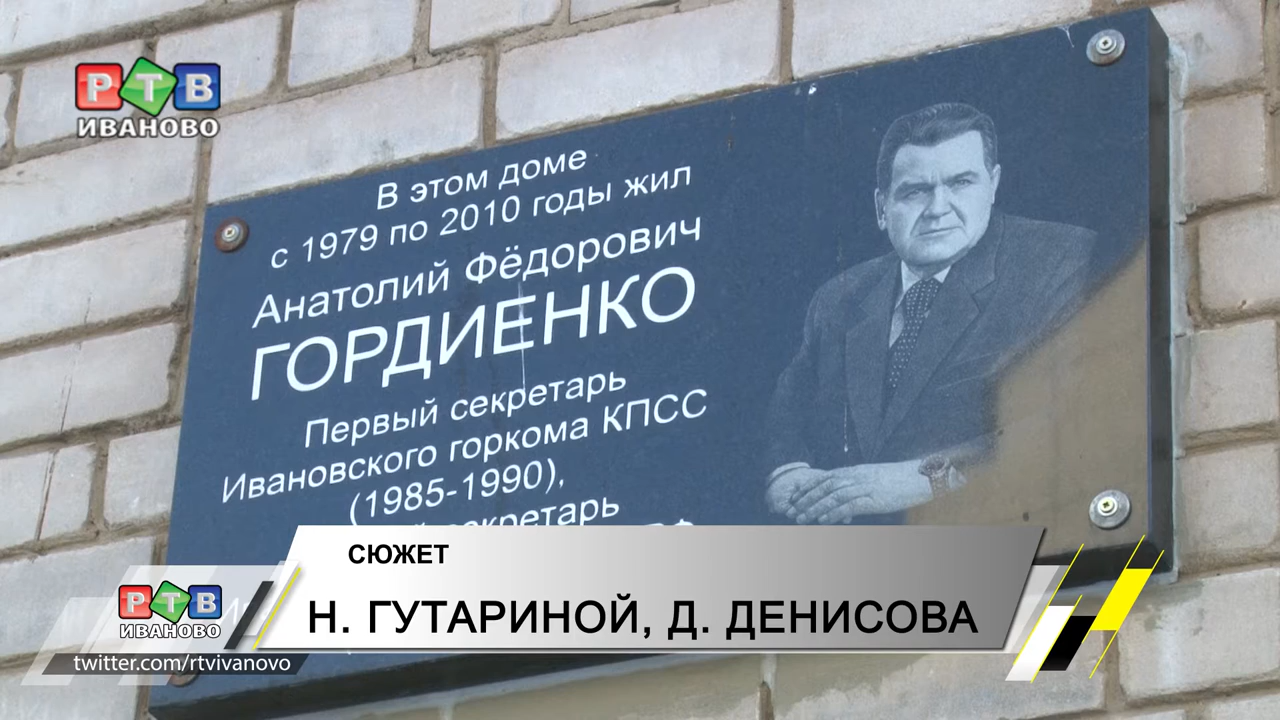 РТВ
ИВАНОВО
В этом доме
с 1979 по 2010 годы жил
Анатолий Фёдорович
ГОРДИЕНКО
Первый секретарь
Ивановского горкома КПСС
(1985-1990),
секретарь
СЮЖЕТ
Н. ГУТАРИНОЙ, Д. ДЕНИСОВА
РТВ
ИВАНОВО
twitter.com/rtvivanovo